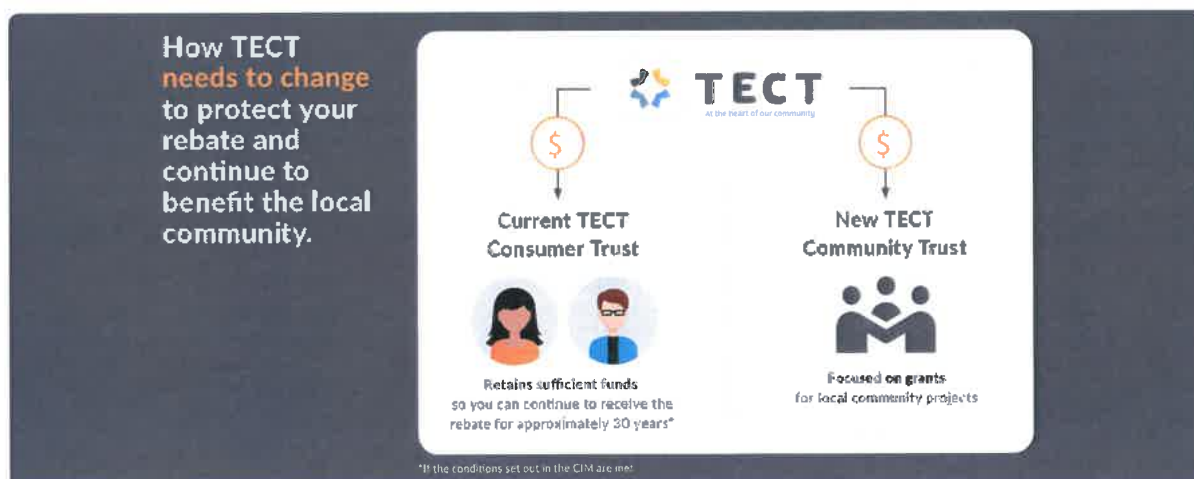 How TECT
needs to change
to protect your
rebate and
continue to
benefit the local
community.
TECT
At the heart of our community
$
$
Current TECT
Consumer Trust
New TECT
Community Trust
Retains sufficient funds
so you can continue to receive the
rebate for approximately 30 years*
Focused on grants
for local community projects
*If the conditions set out in the CIM are met